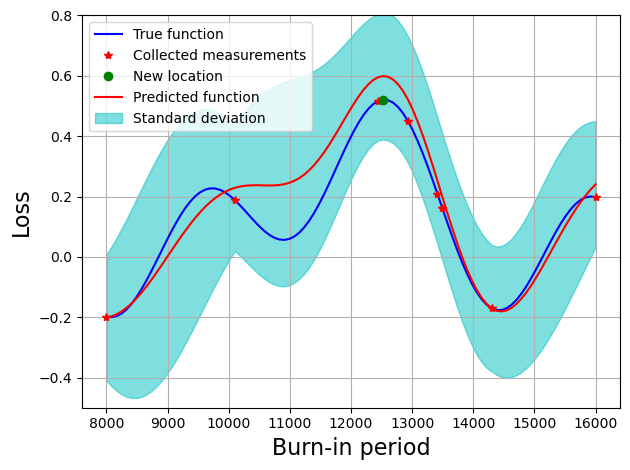 True function
Collected measurements
New location
Predicted function
Standard deviation
0.8
0.6
0.4
0.2
0.0
−0.2
−0.4
Loss
8000 9000 10000 11000 12000 13000 14000 15000 16000
Burn-in period